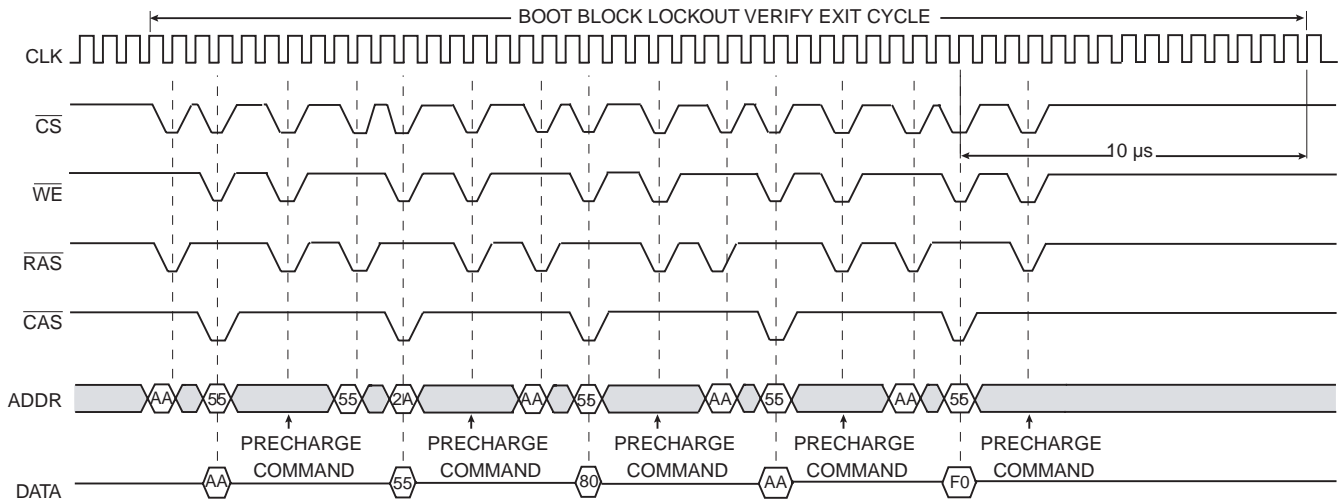 BOOT BLOCK LOCKOUT VERIFY EXIT CYCLE
CLK
CS
10 µs
WE
RAS
CAS
ADDR AA 55 55 2A AA 55 AA 55 AA 55
PRECHARGE COMMAND
PRECHARGE COMMAND
PRECHARGE COMMAND
PRECHARGE COMMAND
PRECHARGE COMMAND
DATA AA 55 80 AA F0